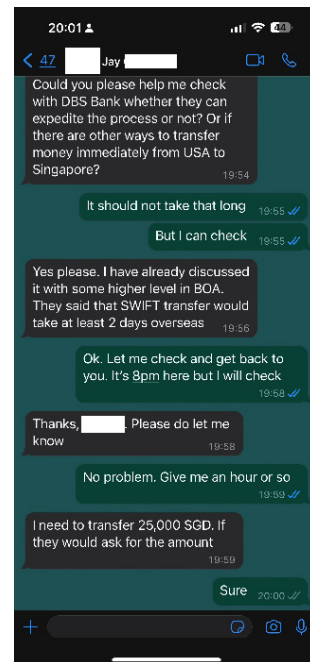 20:01
44
47
Jay
Could you please help me check
with DBS Bank whether they can
expedite the process or not? Or if
there are other ways to transfer
money immediately from USA to
Singapore?
19:54
It should not take that long
19:55
But I can check
19:55
Yes please. I have already discussed
it with some higher level in BOA.
They said that SWIFT transfer would
take at least 2 days overseas
19:56
Ok. Let me check and get back to
you. It's 8pm here but I will check
19:58
Thanks, . Please do let me
know
19:58
No problem. Give me an hour or so
19:59
I need to transfer 25,000 SGD. If
they would ask for the amount
19:59
Sure
20:00